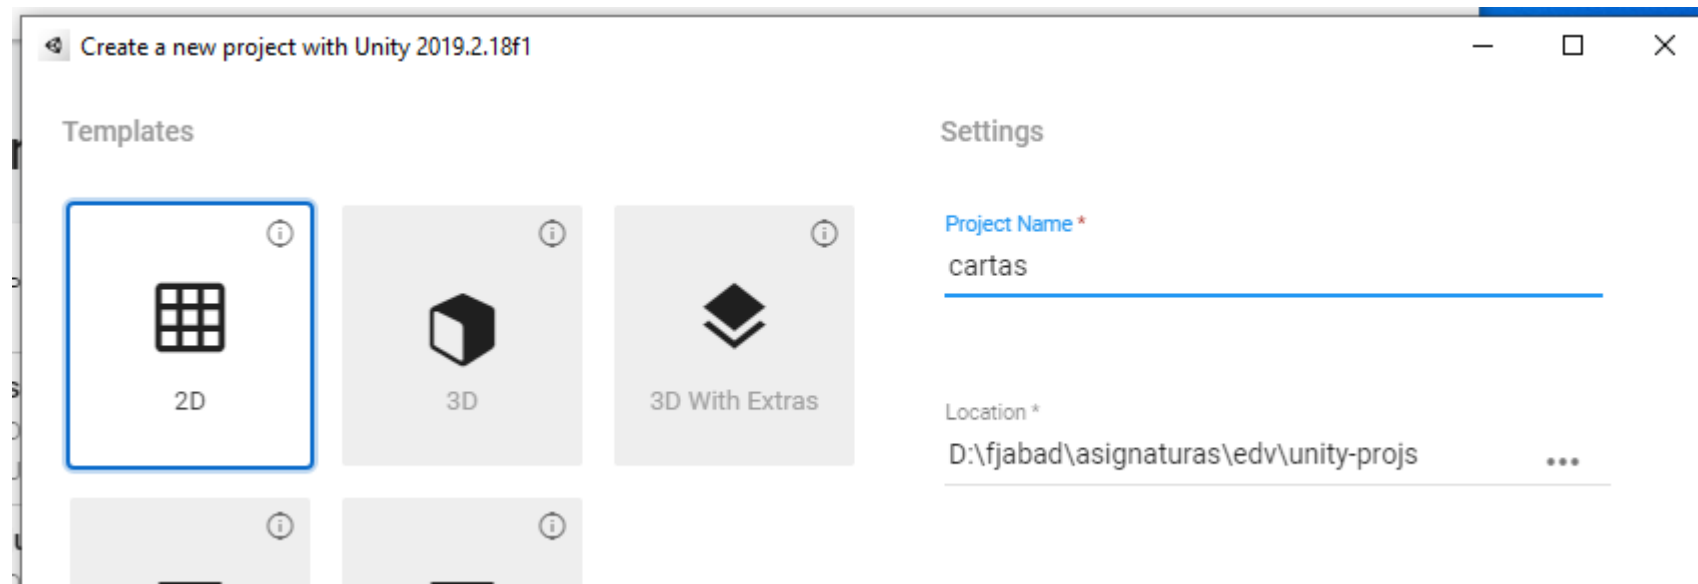 Create a new project with Unity 2019.2.18f1
Templates
Settings
2D
3D
3D With Extras
Project Name *
cartas
Location *
D:\fjabad\asignaturas\edv\unity-projs